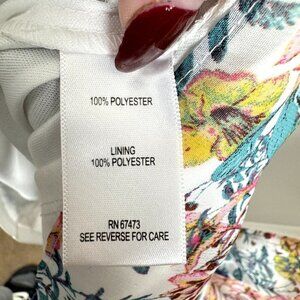 100% POLYESTER
LINING
100% POLYESTER
RN 67473
SEE REVERSE FOR CARE